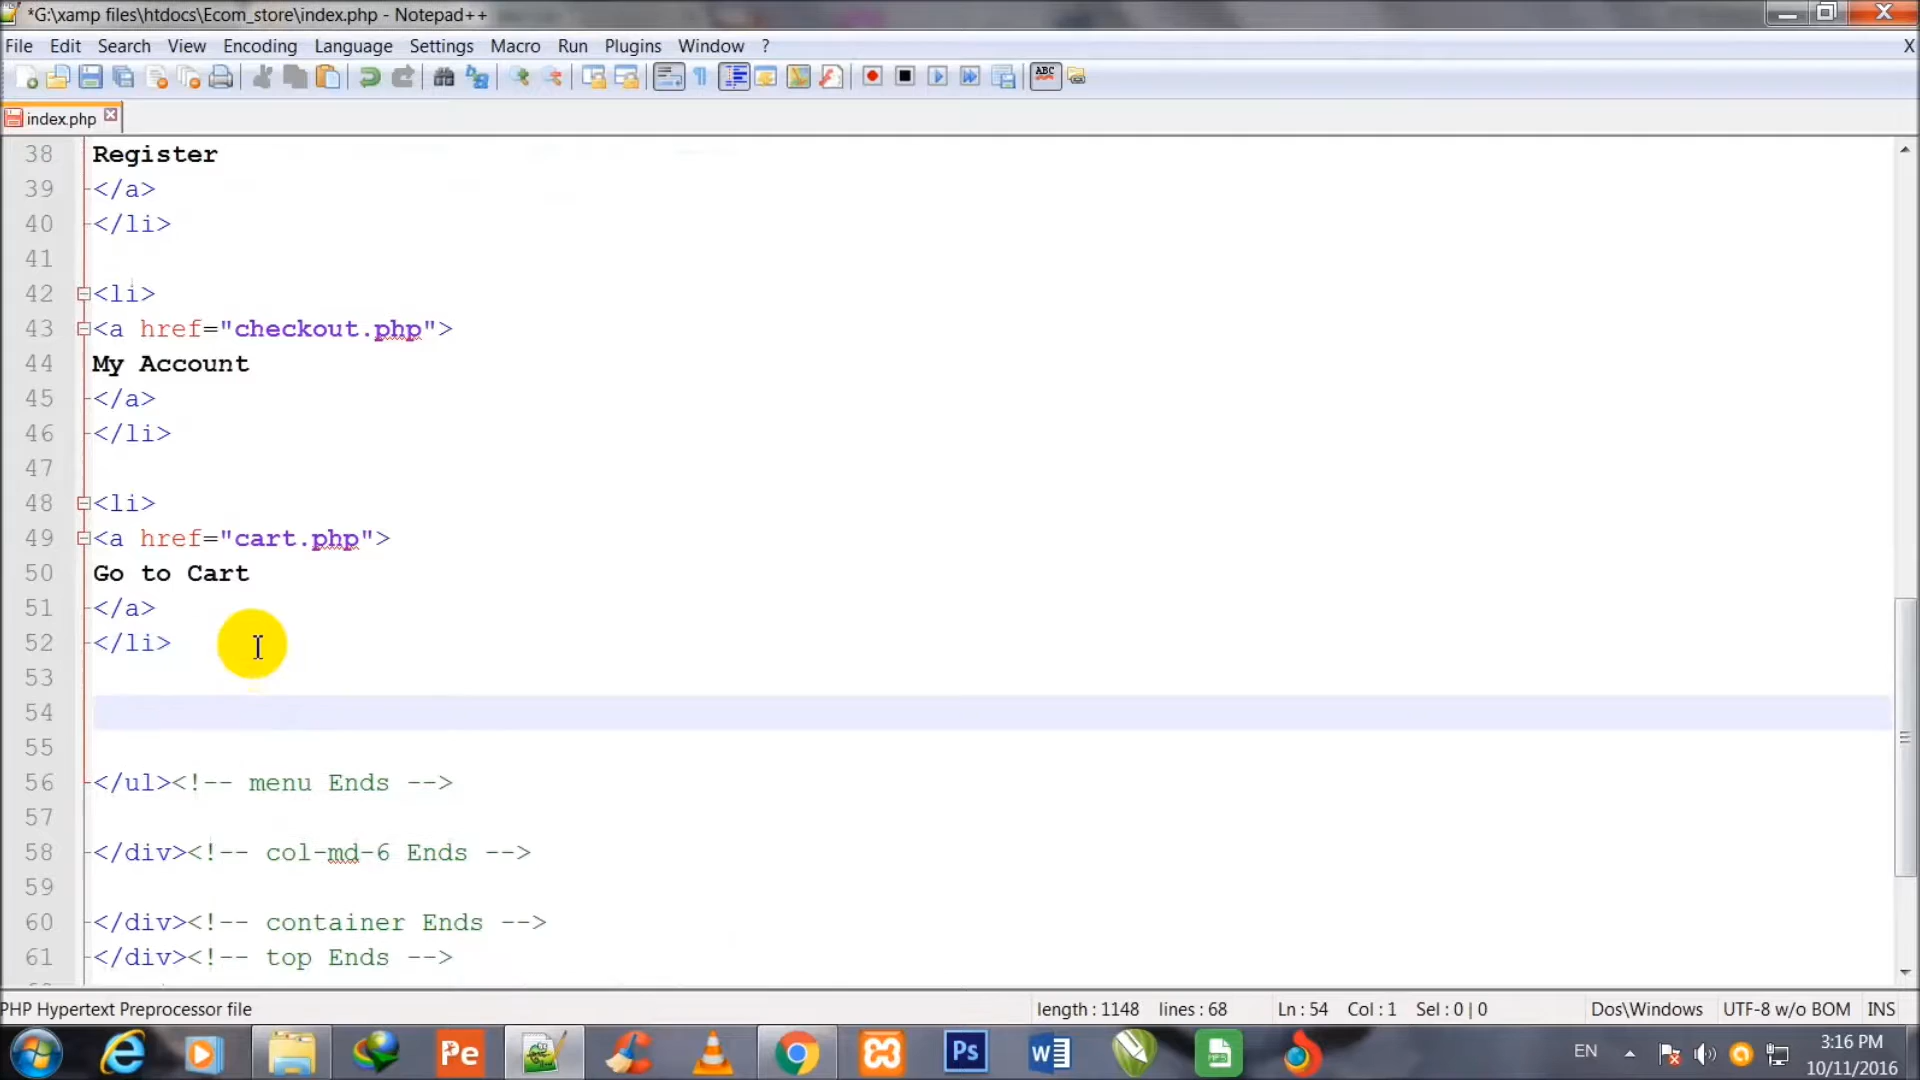 *G:\xamp files\htdocs\Ecom_store\index.php - Notepad++
File Edit Search View Encoding Language Settings Macro Run Plugins Window ? X
ABC
index.php
38 Register
39 </a>
40 </li>
41
42 <li>
43 <a href="checkout.php">
44 My Account
45 </a>
46 </li>
47
48 <li>
49 <a href="cart.php">
50 Go to Cart
51 </a>
52 </li>
53
54
55
56 </ul><!-- menu Ends -->
57
58 </div><!-- col-md-6 Ends -->
59
60 </div><!-- container Ends -->
61 </div><!-- top Ends -->
PHP Hypertext Preprocessor file length : 1148 lines : 68 Ln : 54 Col : 1 Sel : 0 | 0 Dos\Windows UTF-8 w/o BOM INS
Pe Ps W EN 3:16 PM
10/11/2016